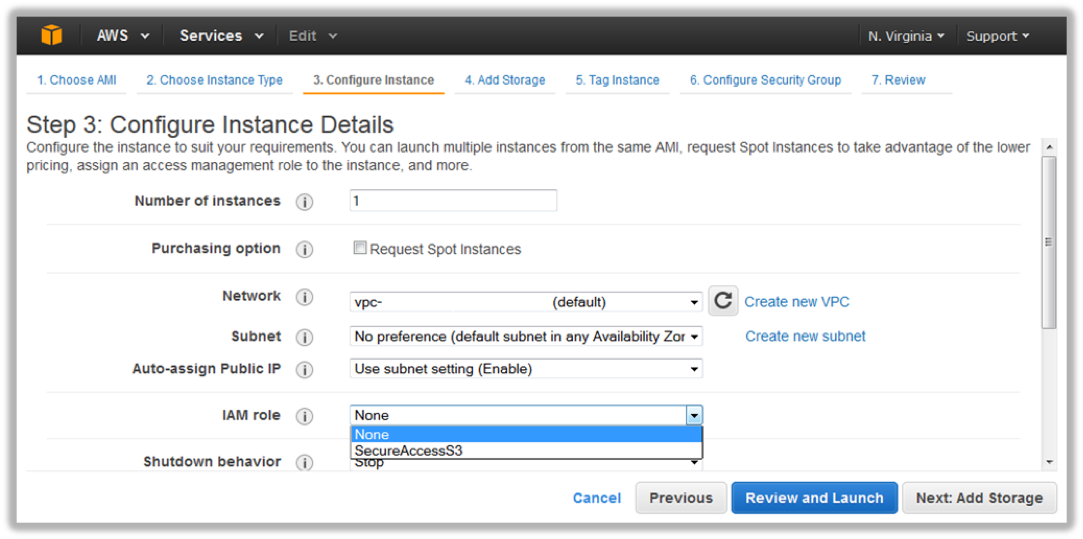 AWS Services Edit N. Virginia Support
1. Choose AMI 2. Choose Instance Type 3. Configure Instance 4. Add Storage 5. Tag Instance 6. Configure Security Group 7. Review
Step 3: Configure Instance Details
Configure the instance to suit your requirements. You can launch multiple instances from the same AMI, request Spot Instances to take advantage of the lower
pricing, assign an access management role to the instance, and more.
Number of instances 1
Purchasing option Request Spot Instances
Network vpc- (default) Create new VPC
Subnet No preference (default subnet in any Availability Zor Create new subnet
Auto-assign Public IP Use subnet setting (Enable)
IAM role None
None
SecureAccessS3
Shutdown behavior Stop
Cancel Previous Review and Launch Next: Add Storage